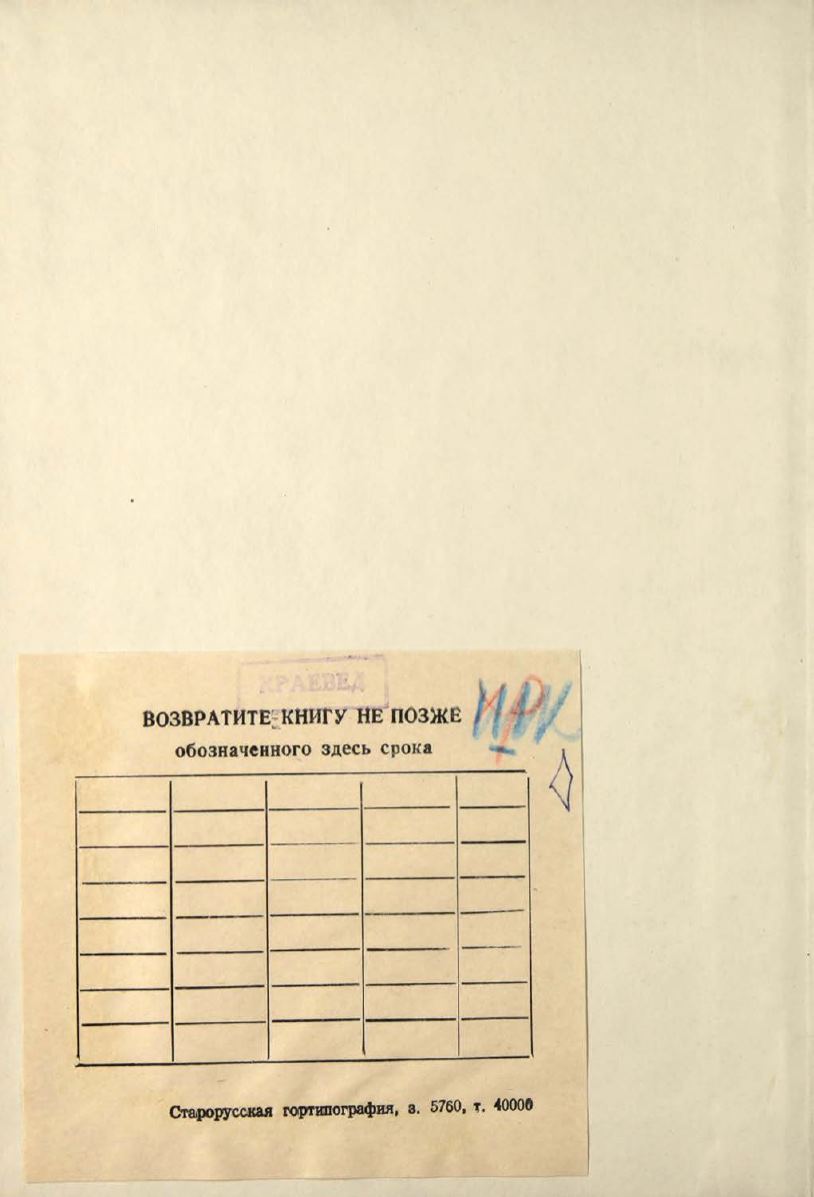 КРАЕВЕД
ВОЗВРАТИТЕ КНИГУ НЕ ПОЗЖЕ
обозначенного здесь срока
Старорусская гортипография, з. 5760, т. 40000